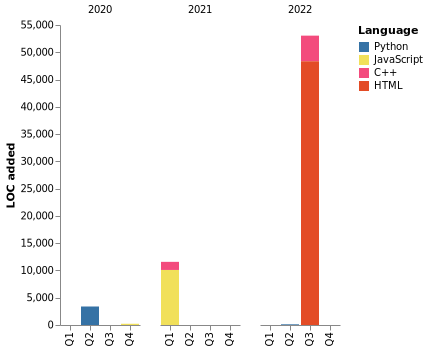 2020 2021 2022
Language
Python
JavaScript
C++
HTML
LOC added
55,000
50,000
45,000
40,000
35,000
30,000
25,000
20,000
15,000
10,000
5,000
0
Q1 Q2 Q3 Q4 Q1 Q2 Q3 Q4 Q1 Q2 Q3 Q4